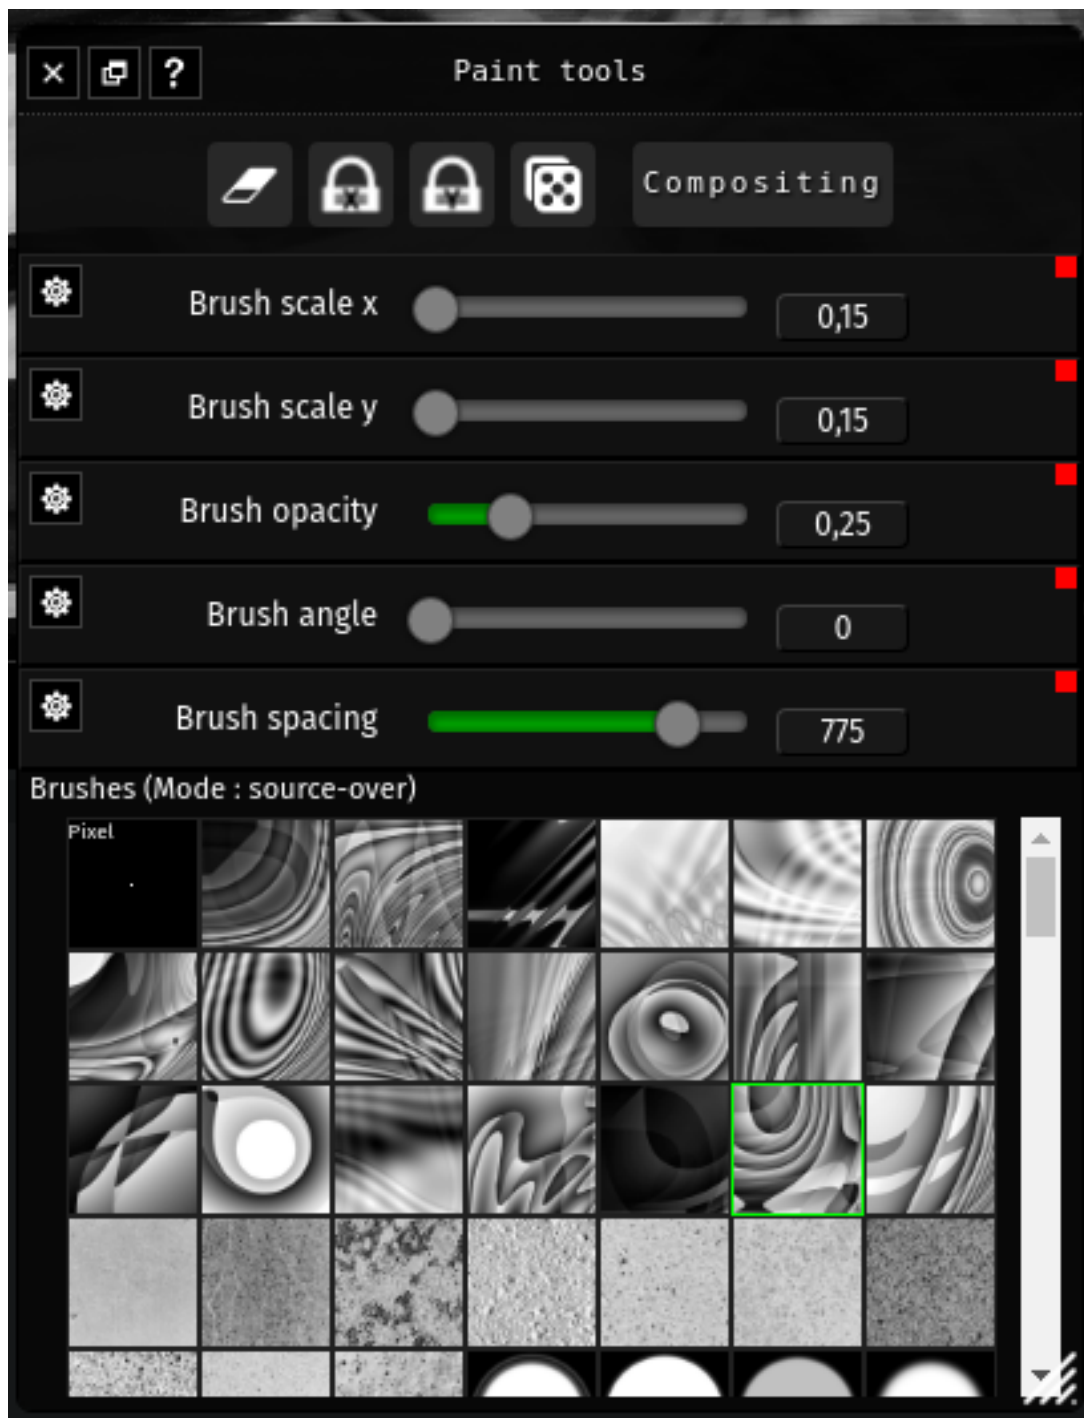 Paint tools
Compositing
Brush scale x 0,15
Brush scale y 0,15
Brush opacity 0,25
Brush angle 0
Brush spacing 775
Brushes (Mode : source-over)
Pixel